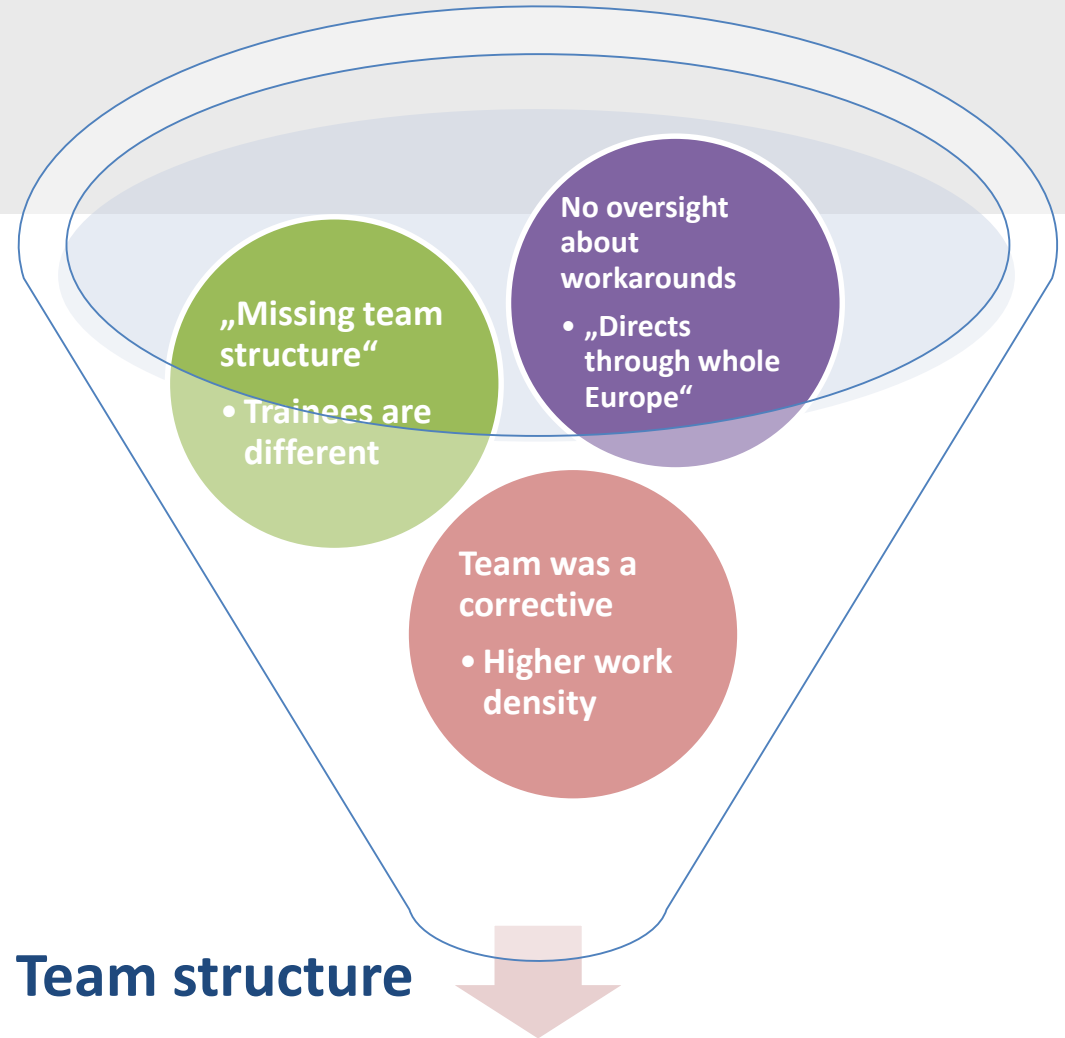 No oversight
about
workarounds
• „Directs
through whole
Europe“
„Missing team
structure“
• Trainees are
different
Team was a
corrective
• Higher work
density
Team structure